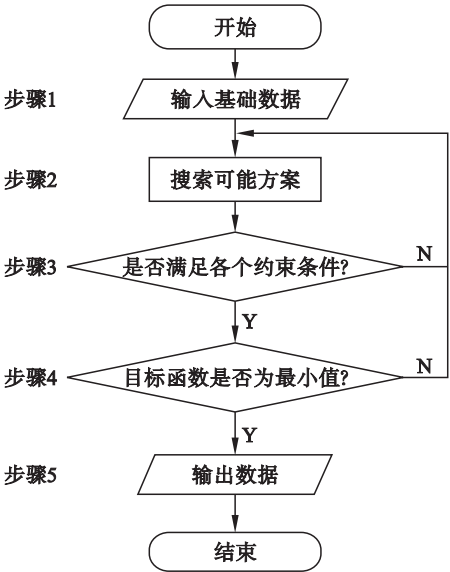 开始
步骤1
输入基础数据
步骤2
搜索可能方案
步骤3
是否满足各个约束条件?
N
Y
步骤4
目标函数是否为最小值?
N
Y
步骤5
输出数据
结束